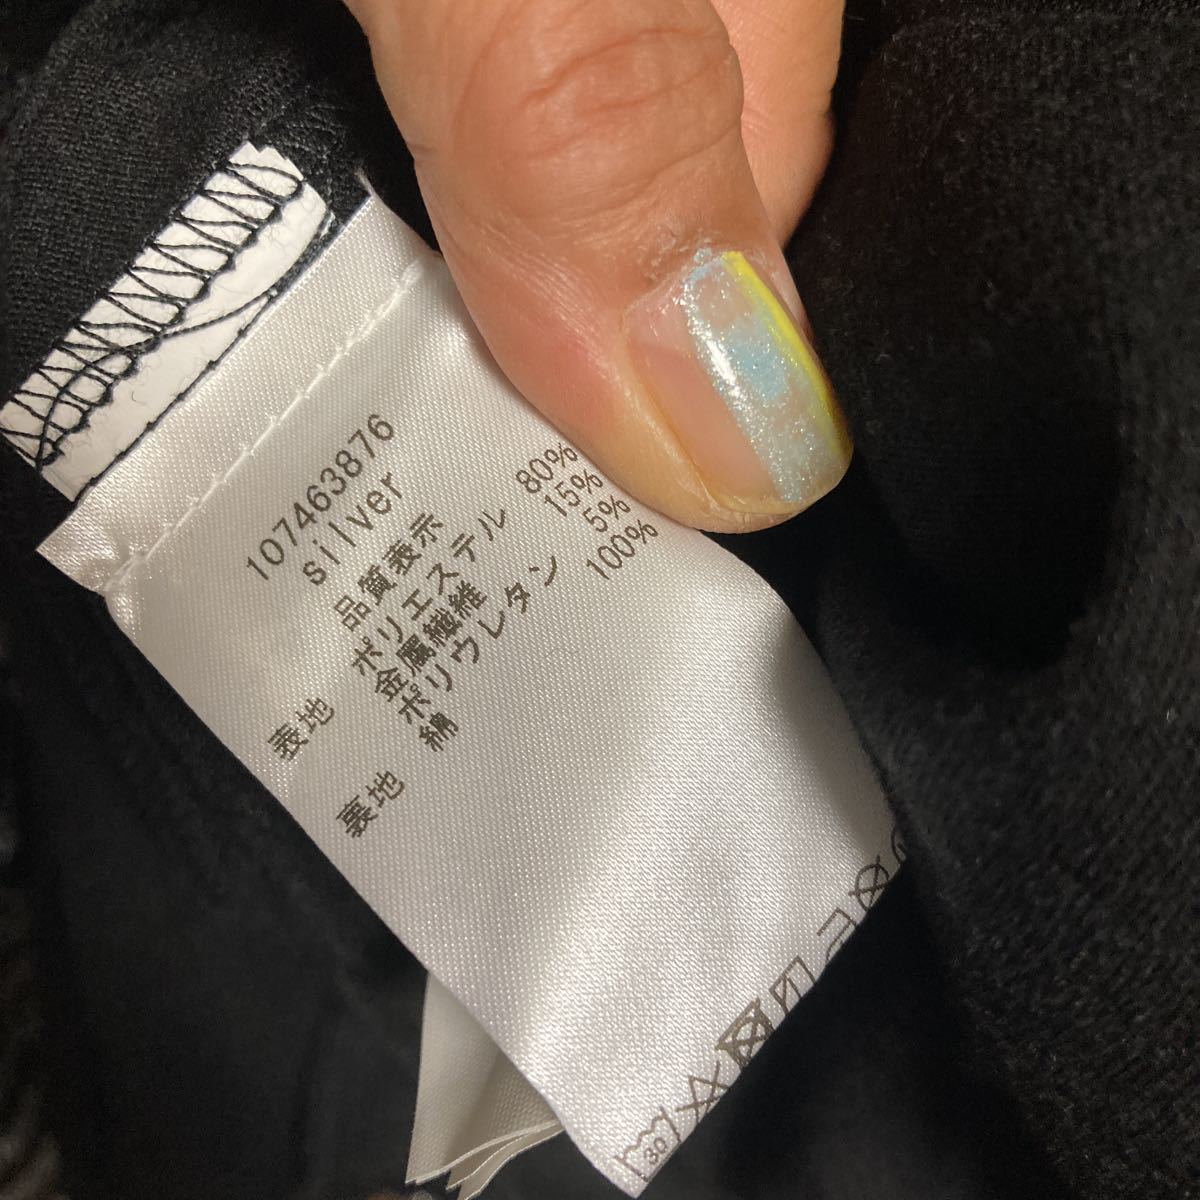 107463876
silver
品質表示
表地 ポリエステル 80%
金属繊維 15%
ポリウレタン 5%
裏地 綿 100%
30